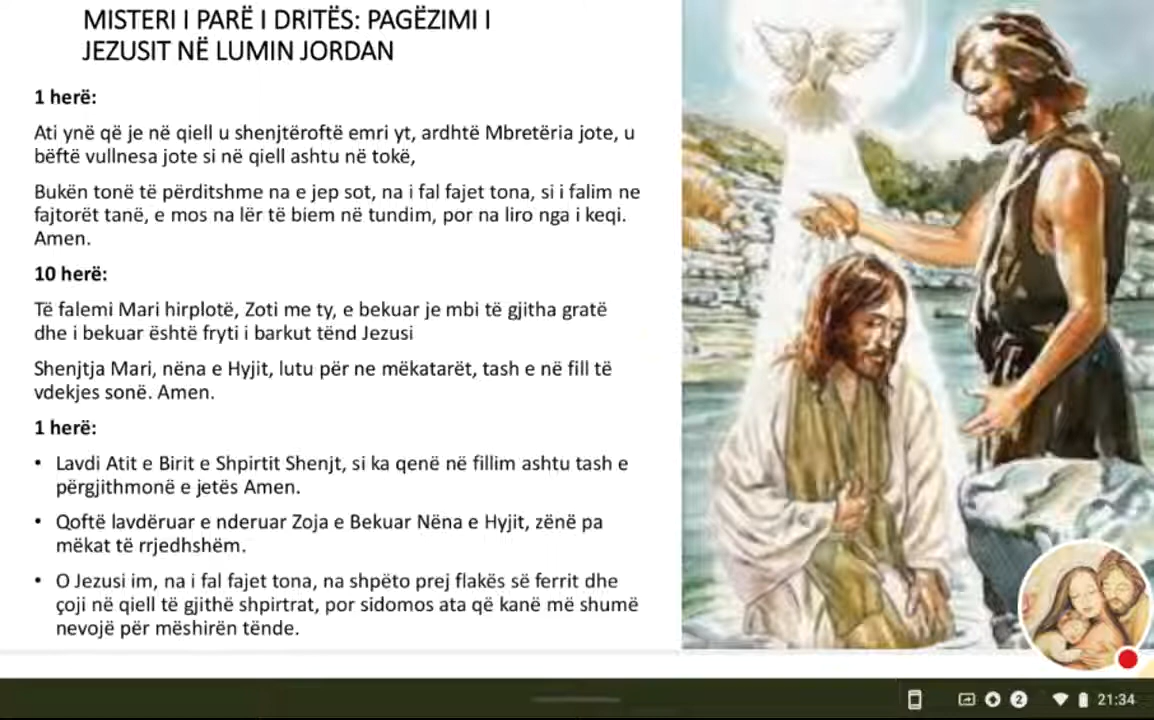 MISTERI I PARË I DRITËS: PAGËZIMI I
JEZUSIT NË LUMIN JORDAN
1 herë:
Ati ynë që je në qiell u shenjtëroftë emri yt, ardhtë Mbretëria jote, u
bëftë vullnesa jote si në qiell ashtu në tokë,
Bukën tonë të përditshme na e jep sot, na i fal fajet tona, si i falim ne
fajtorët tanë, e mos na lër të biem në tundim, por na liro nga i keqi.
Amen.
10 herë:
Të falemi Mari hirplotë, Zoti me ty, e bekuar je mbi të gjitha gratë
dhe i bekuar është fryti i barkut tënd Jezusi
Shenjtja Mari, nëna e Hyjit, lutu për ne mëkatarët, tash e në fill të
vdekjes sonë. Amen.
1 herë:
• Lavdi Atit e Birit e Shpirtit Shenjt, si ka qenë në fillim ashtu tash e
përgjithmonë e jetës Amen.
• Qoftë lavdëruar e nderuar Zoja e Bekuar Nëna e Hyjit, zënë pa
mëkat të rrjedhshëm.
• O Jezusi im, na i fal fajet tona, na shpëto prej flakës së ferrit dhe
çoji në qiell të gjithë shpirtrat, por sidomos ata që kanë më shumë
nevojë për mëshirën tënde.
2
21:34